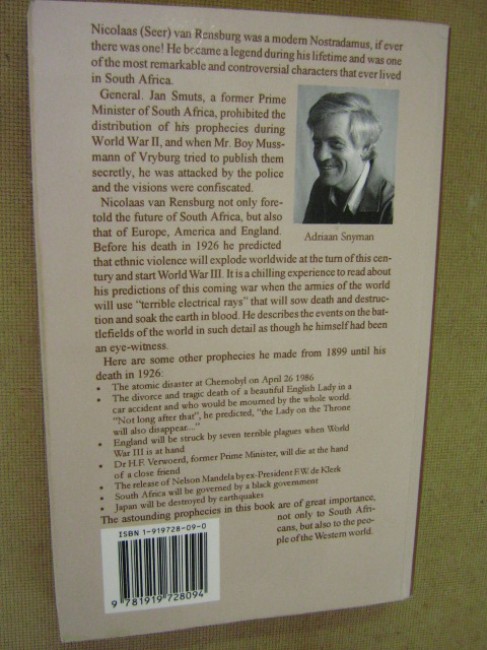 Nicolaas (Seer) van Rensburg was a modern Nostradamus, if ever
there was one! He became a legend during his lifetime and was one
of the most remarkable and controversial characters that ever lived
in South Africa.
General Jan Smuts, a former Prime
Minister of South Africa, prohibited the
distribution of his prophecies during
World War II, and when Mr. Boy Muss-
mann of Vryburg tried to publish them
secretly, he was attacked by the police
and the visions were confiscated.
Nicolaas van Rensburg not only fore-
told the future of South Africa, but also
that of Europe, America and England.
Before his death in 1926 he predicted
that ethnic violence will explode worldwide at the turn of this cen-
tury and start World War III. It is a chilling experience to read about
his predictions of this coming war when the armies of the world
will use "terrible electrical rays" that will sow death and destruc-
tion and soak the earth in blood. He describes the events on the bat-
tlefields of the world in such detail as though he himself had been
an eye-witness.
Here are some other prophecies he made from 1899 until his
death in 1926:
• The atomic disaster at Chernobyl on April 26 1986
• The divorce and tragic death of a beautiful English Lady in a
car accident and who would be mourned by the whole world.
"Not long after that", he predicted, "the Lady on the Throne
will also disappear..."
• England will be struck by seven terrible plagues when World
War III is at hand
• Dr H.F. Verwoerd, former Prime Minister, will die at the hand
of a close friend
• The release of Nelson Mandela by ex-President F.W. de Klerk
• South Africa will be governed by a black government
• Japan will be destroyed by earthquakes
The astounding prophecies in this book are of great importance,
not only to South Afri-
cans, but also to the peo-
ple of the Western world.
Adriaan Snyman
ISBN 1-919728-09-0
9 781919 728094